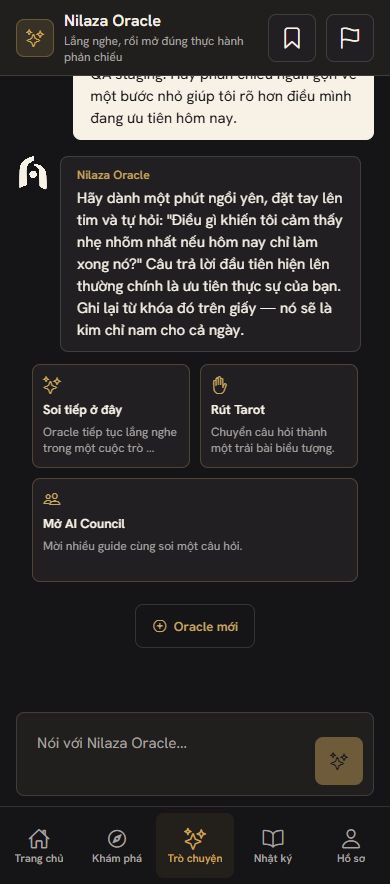 Nilaza Oracle
Lắng nghe, rồi mở đúng thực hành
phản chiếu
QA staging. Hãy phản chiếu ngắn gọn về
một bước nhỏ giúp tôi rõ hơn điều mình
đang ưu tiên hôm nay.
Nilaza Oracle
Hãy dành một phút ngồi yên, đặt tay lên
tim và tự hỏi: "Điều gì khiến tôi cảm thấy
nhẹ nhõm nhất nếu hôm nay chỉ làm
xong nó?" Câu trả lời đầu tiên hiện lên
thường chính là ưu tiên thực sự của bạn.
Ghi lại từ khóa đó trên giấy — nó sẽ là
kim chỉ nam cho cả ngày.
Soi tiếp ở đây
Oracle tiếp tục lắng nghe
trong một cuộc trò ...
Rút Tarot
Chuyển câu hỏi thành
một trải bài biểu tượng.
Mở AI Council
Mời nhiều guide cùng soi một câu hỏi.
Oracle mới
Nói với Nilaza Oracle...
Trang chủ
Khám phá
Trò chuyện
Nhật ký
Hồ sơ